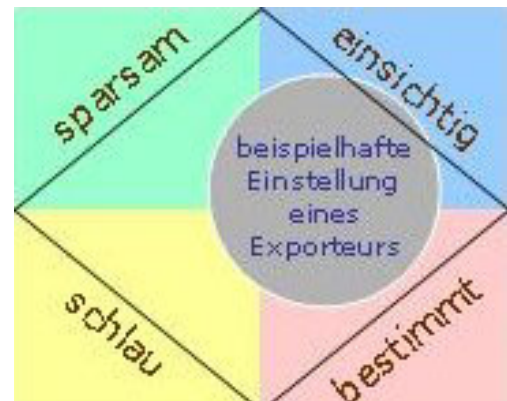 sparsam
einsichtig
beispielhafte
Einstellung
eines
Exporteurs
schlau
bestimmt